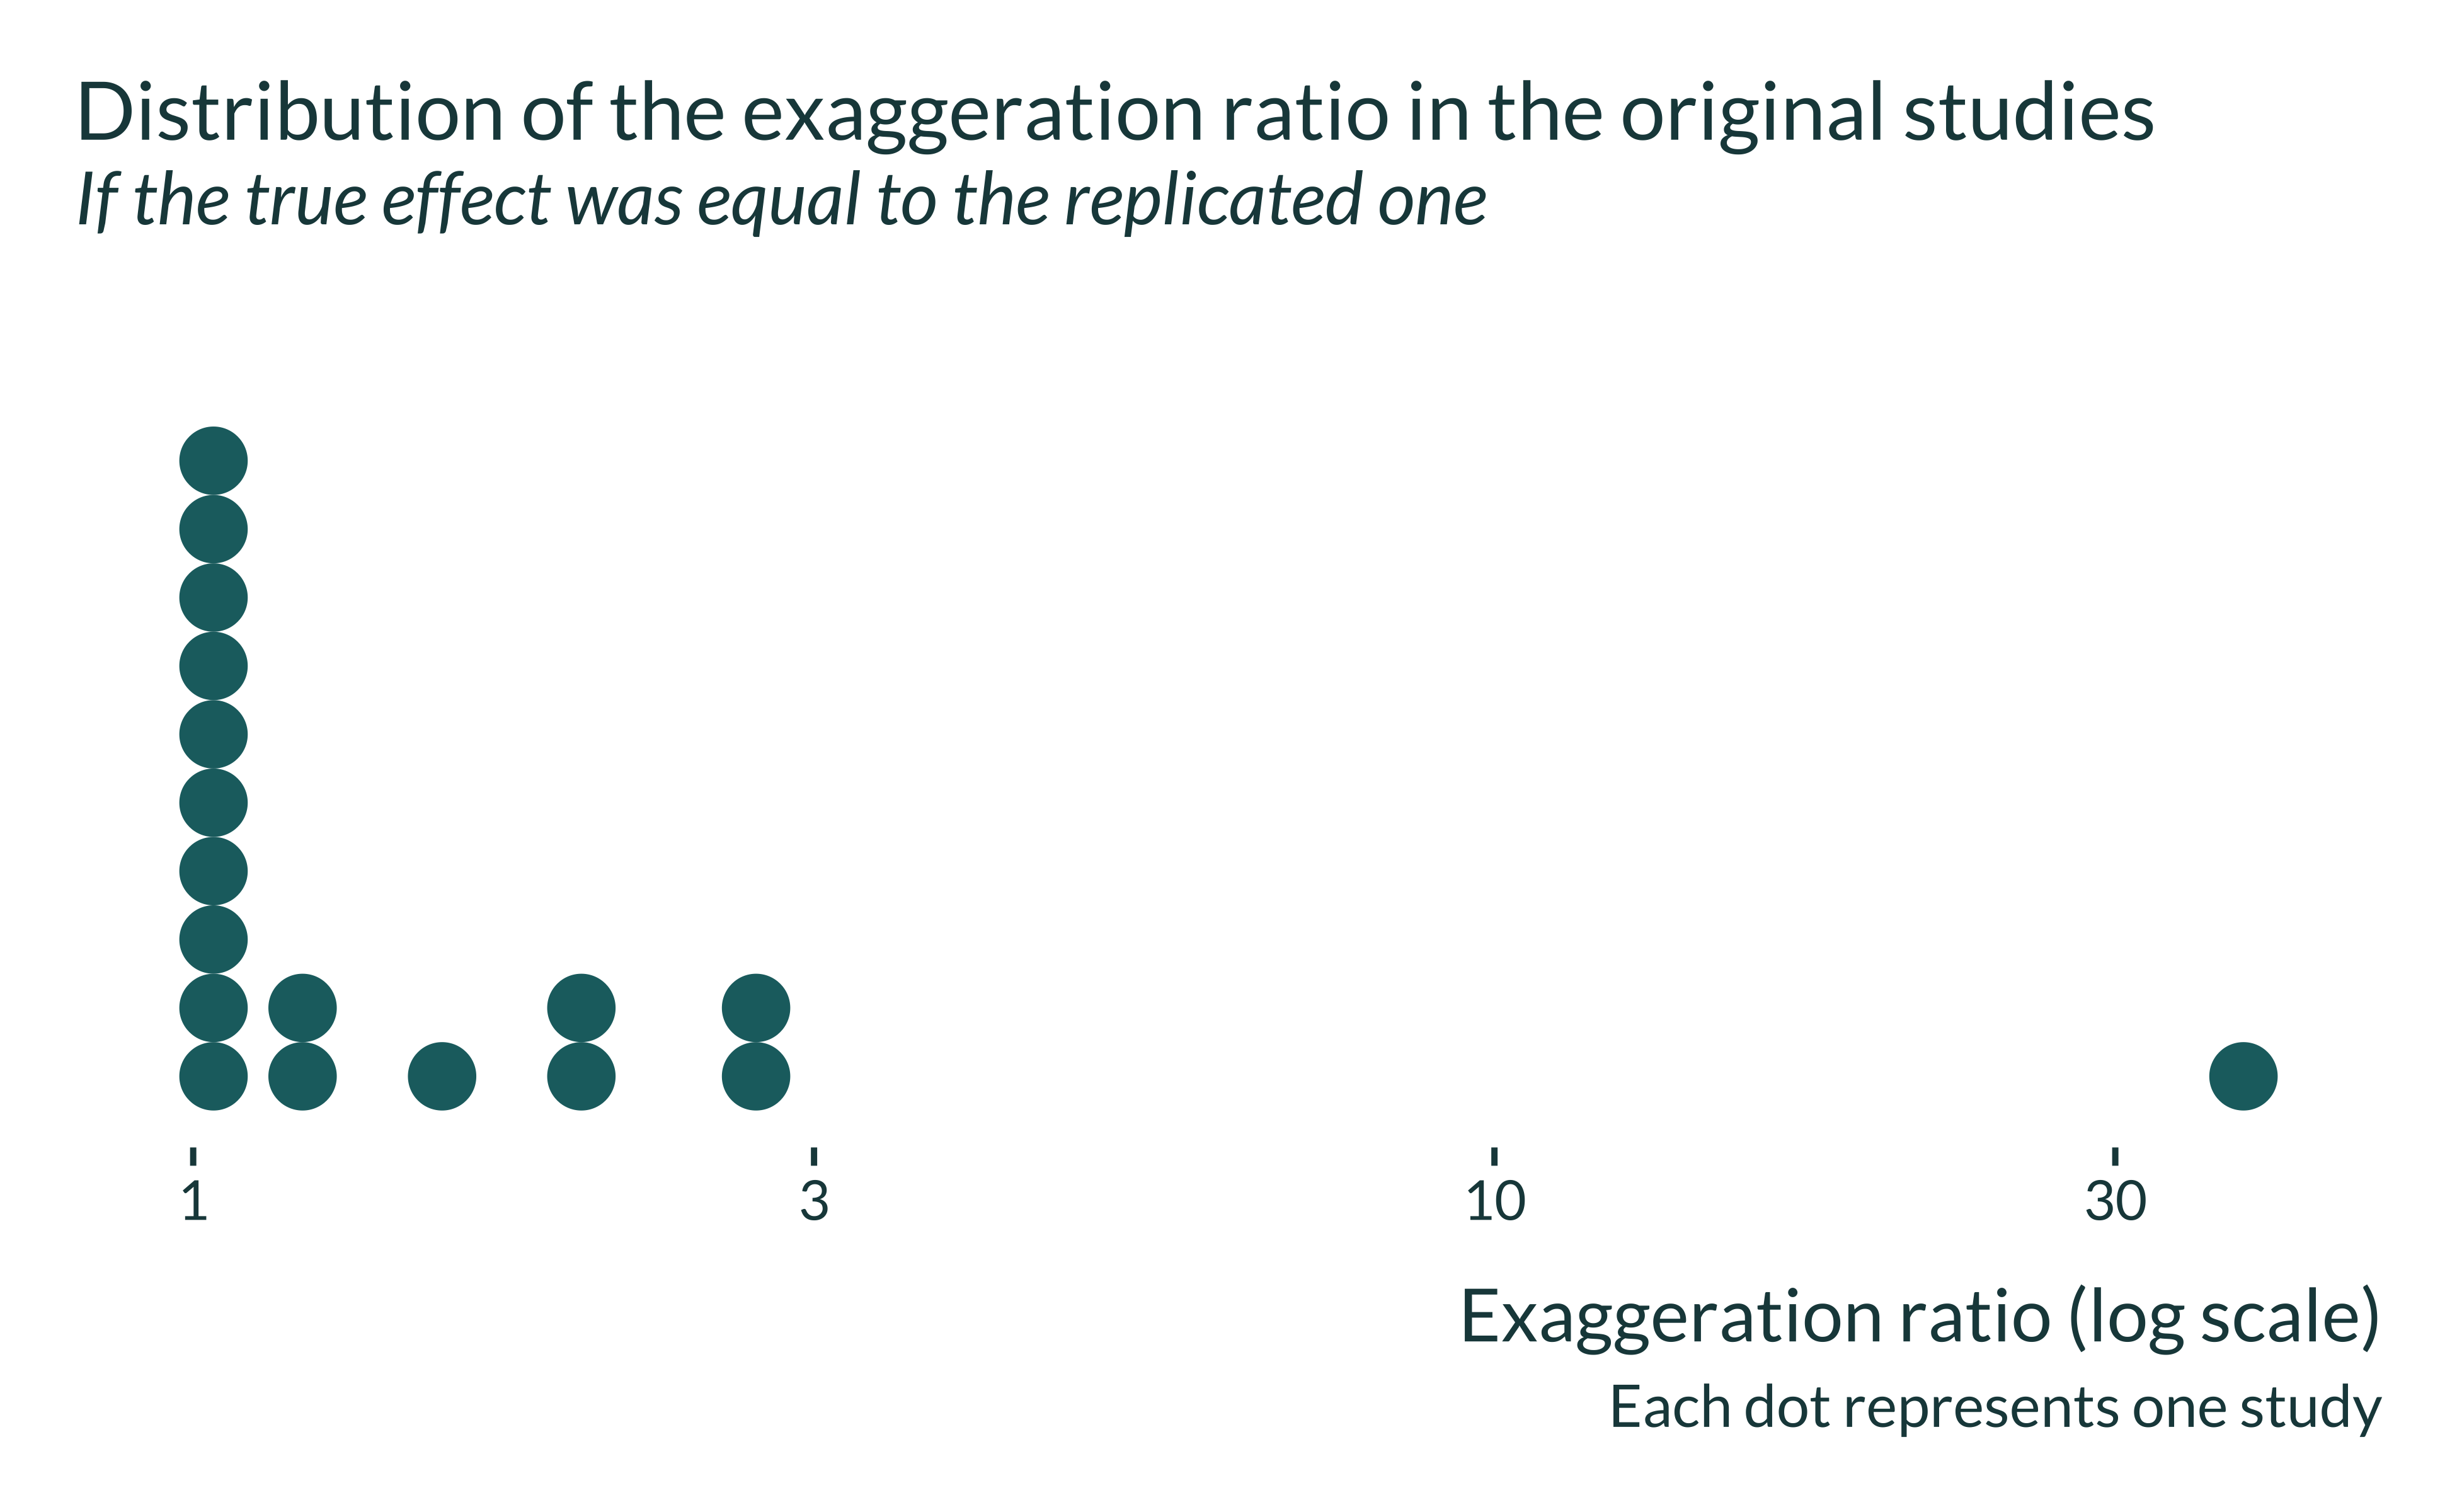 Distribution of the exaggeration ratio in the original studies
If the true effect was equal to the replicated one
1 3 10 30
Exaggeration ratio (log scale)
Each dot represents one study